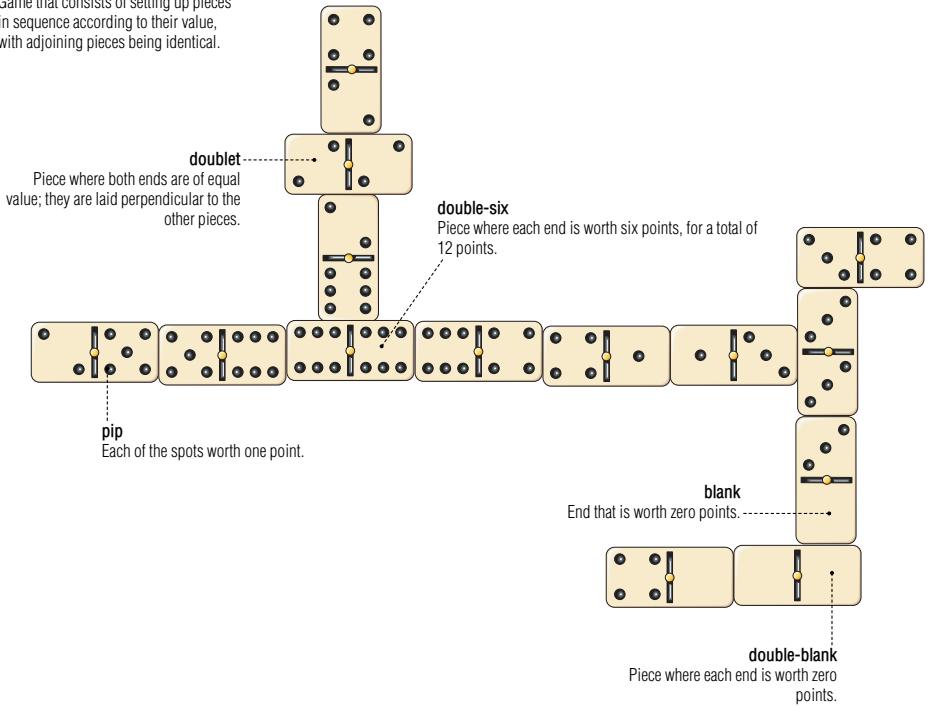 Game that consists of setting up pieces
in sequence according to their value,
with adjoining pieces being identical.
doublet
Piece where both ends are of equal
value; they are laid perpendicular to the
other pieces.
double-six
Piece where each end is worth six points, for a total of
12 points.
pip
Each of the spots worth one point.
blank
End that is worth zero points.
double-blank
Piece where each end is worth zero
points.